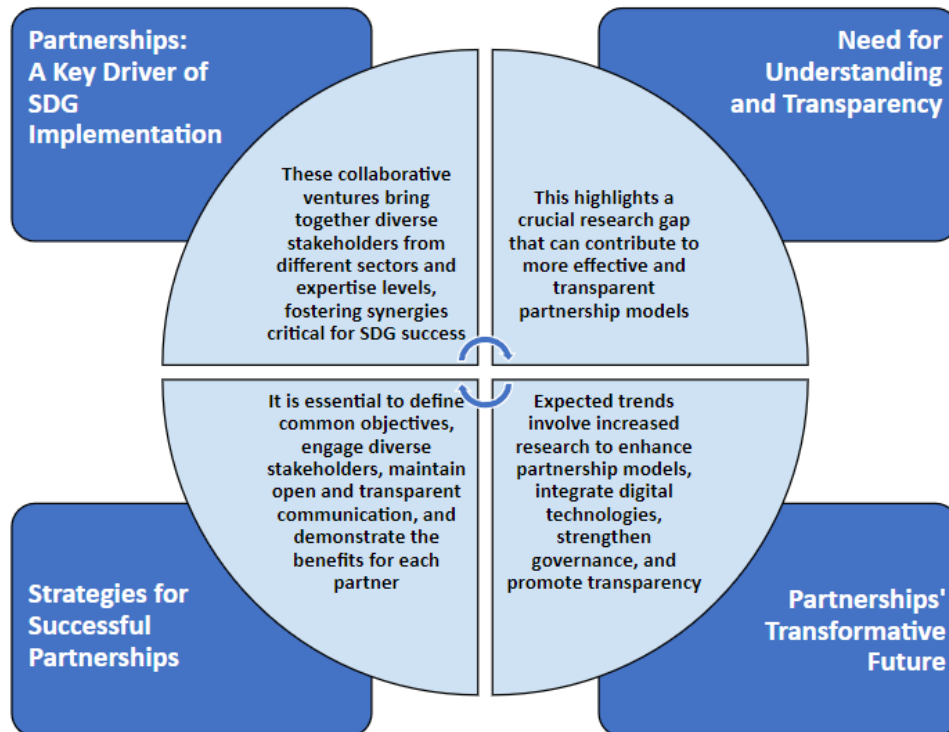 Partnerships:
A Key Driver of
SDG
Implementation
These collaborative
ventures bring
together diverse
stakeholders from
different sectors and
expertise levels,
fostering synergies
critical for SDG success
Need for
Understanding
and Transparency
This highlights a
crucial research gap
that can contribute to
more effective and
transparent
partnership models
It is essential to define
common objectives,
engage diverse
stakeholders, maintain
open and transparent
communication, and
demonstrate the
benefits for each
partner
Strategies for
Successful
Partnerships
Expected trends
involve increased
research to enhance
partnership models,
integrate digital
technologies,
strengthen
governance, and
promote transparency
Partnerships'
Transformative
Future